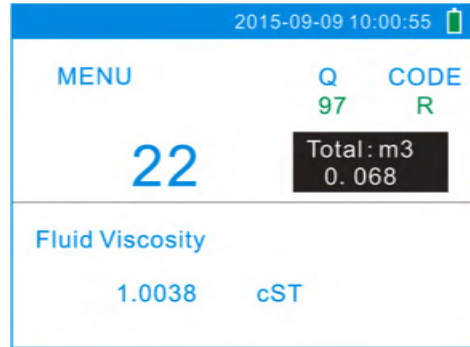 2015-09-09 10:00:55
MENU Q CODE
97 R
22
Total:m3
0.068
Fluid Viscosity
1.0038 cST